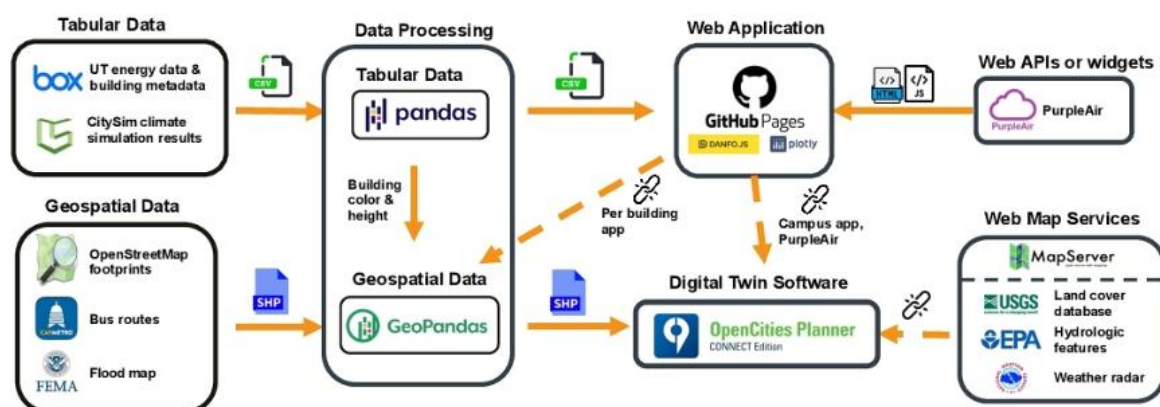 Tabular Data
box
UT energy data &
building metadata
CitySim climate
simulation results
Geospatial Data
OpenStreetMap
footprints
CAPMETRO
Bus routes
FEMA
Flood map
CSV
SHP
Data Processing
Tabular Data
pandas
Building
color &
height
Geospatial Data
GeoPandas
CSV
SHP
Web Application
GitHub Pages
DANFO.JS
plotly
Per building
app
Campus app,
PurpleAir
Digital Twin Software
OpenCities Planner
CONNECT Edition
</>
HTML
</>
JS
Web APIs or widgets
PurpleAir
PurpleAir
Web Map Services
MapServer
USGS
Land cover
database
EPA
Hydrologic
features
Weather radar